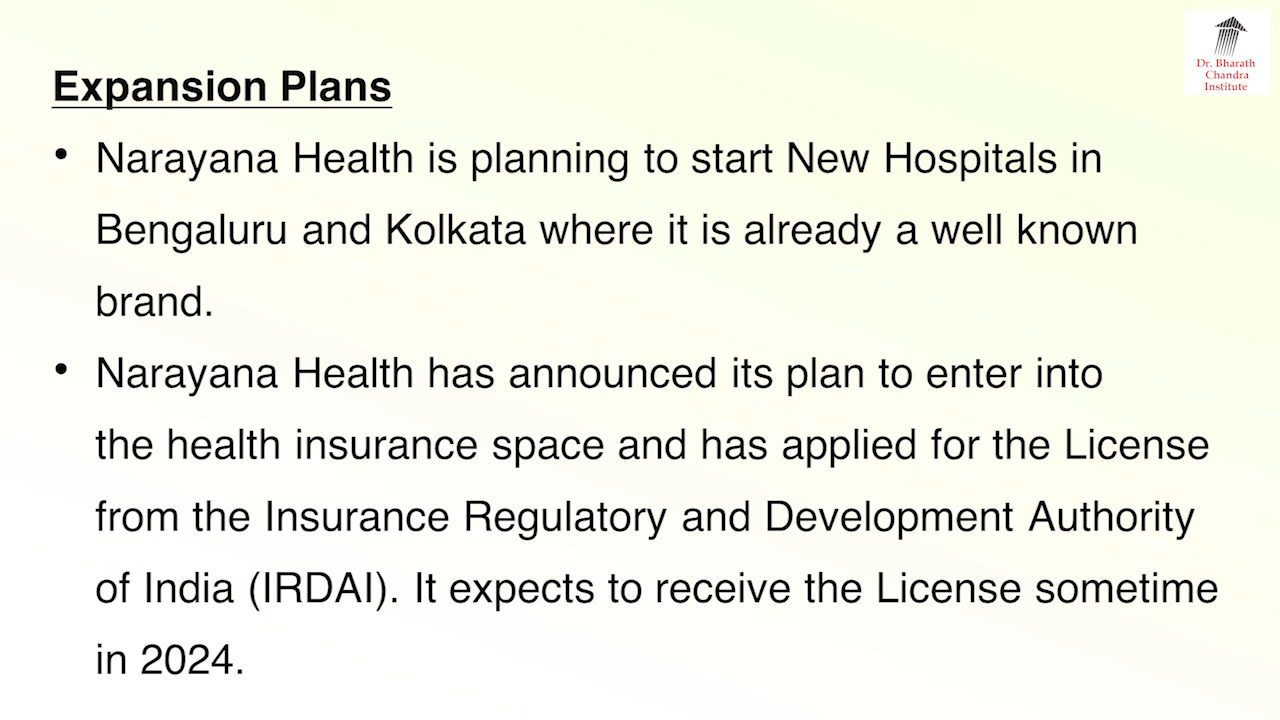 Dr. Bharath
Chandra
Institute
Expansion Plans
• Narayana Health is planning to start New Hospitals in
Bengaluru and Kolkata where it is already a well known
brand.
• Narayana Health has announced its plan to enter into
the health insurance space and has applied for the License
from the Insurance Regulatory and Development Authority
of India (IRDAI). It expects to receive the License sometime
in 2024.